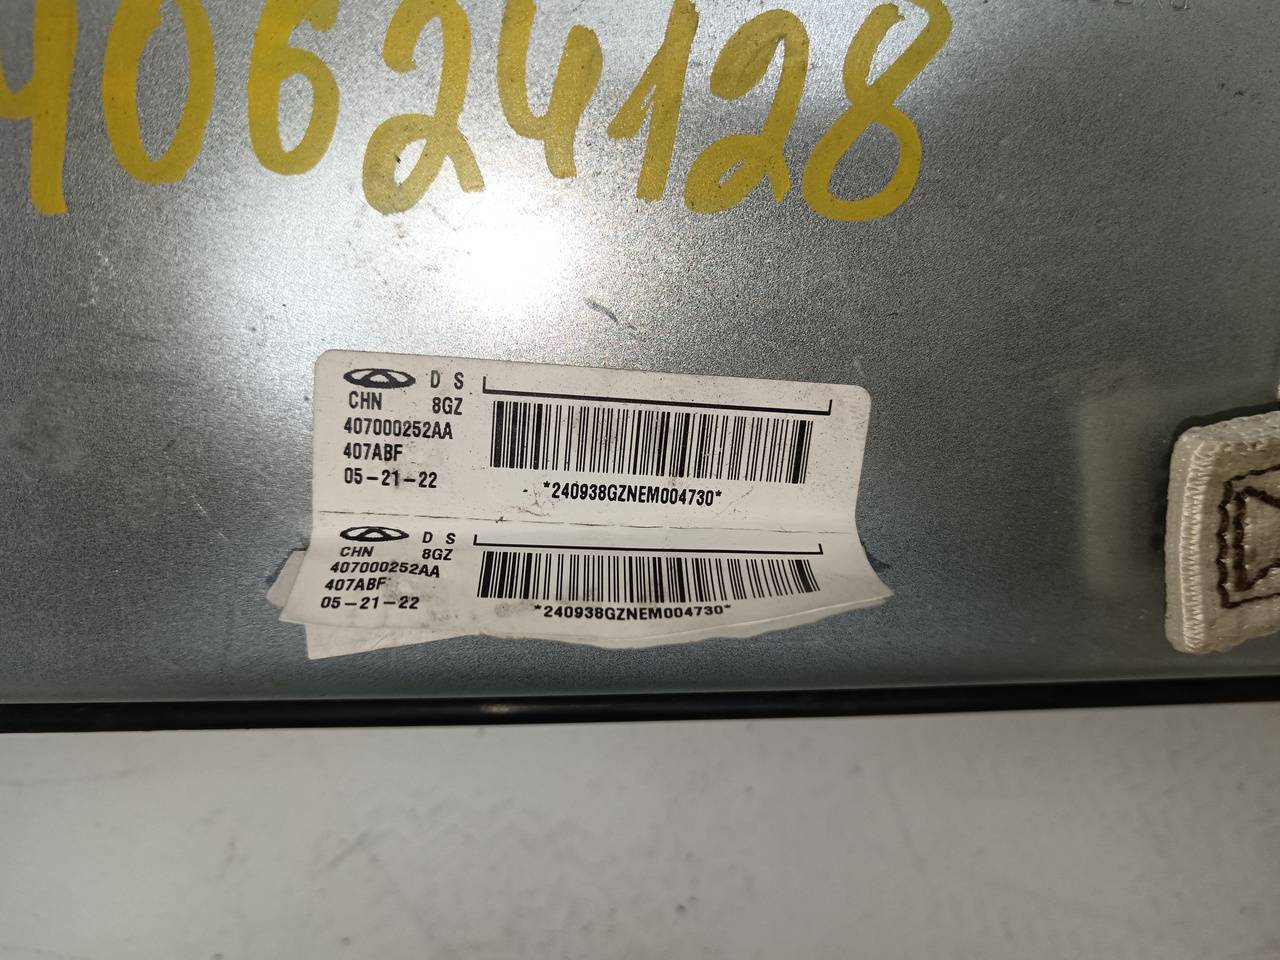 40624128
D S
CHN 8GZ
407000252AA
407ABF
05-21-22
*240938GZNEM004730*
D S
CHN 8GZ
407000252AA
407ABF
05-21-22
*240938GZNEM004730*